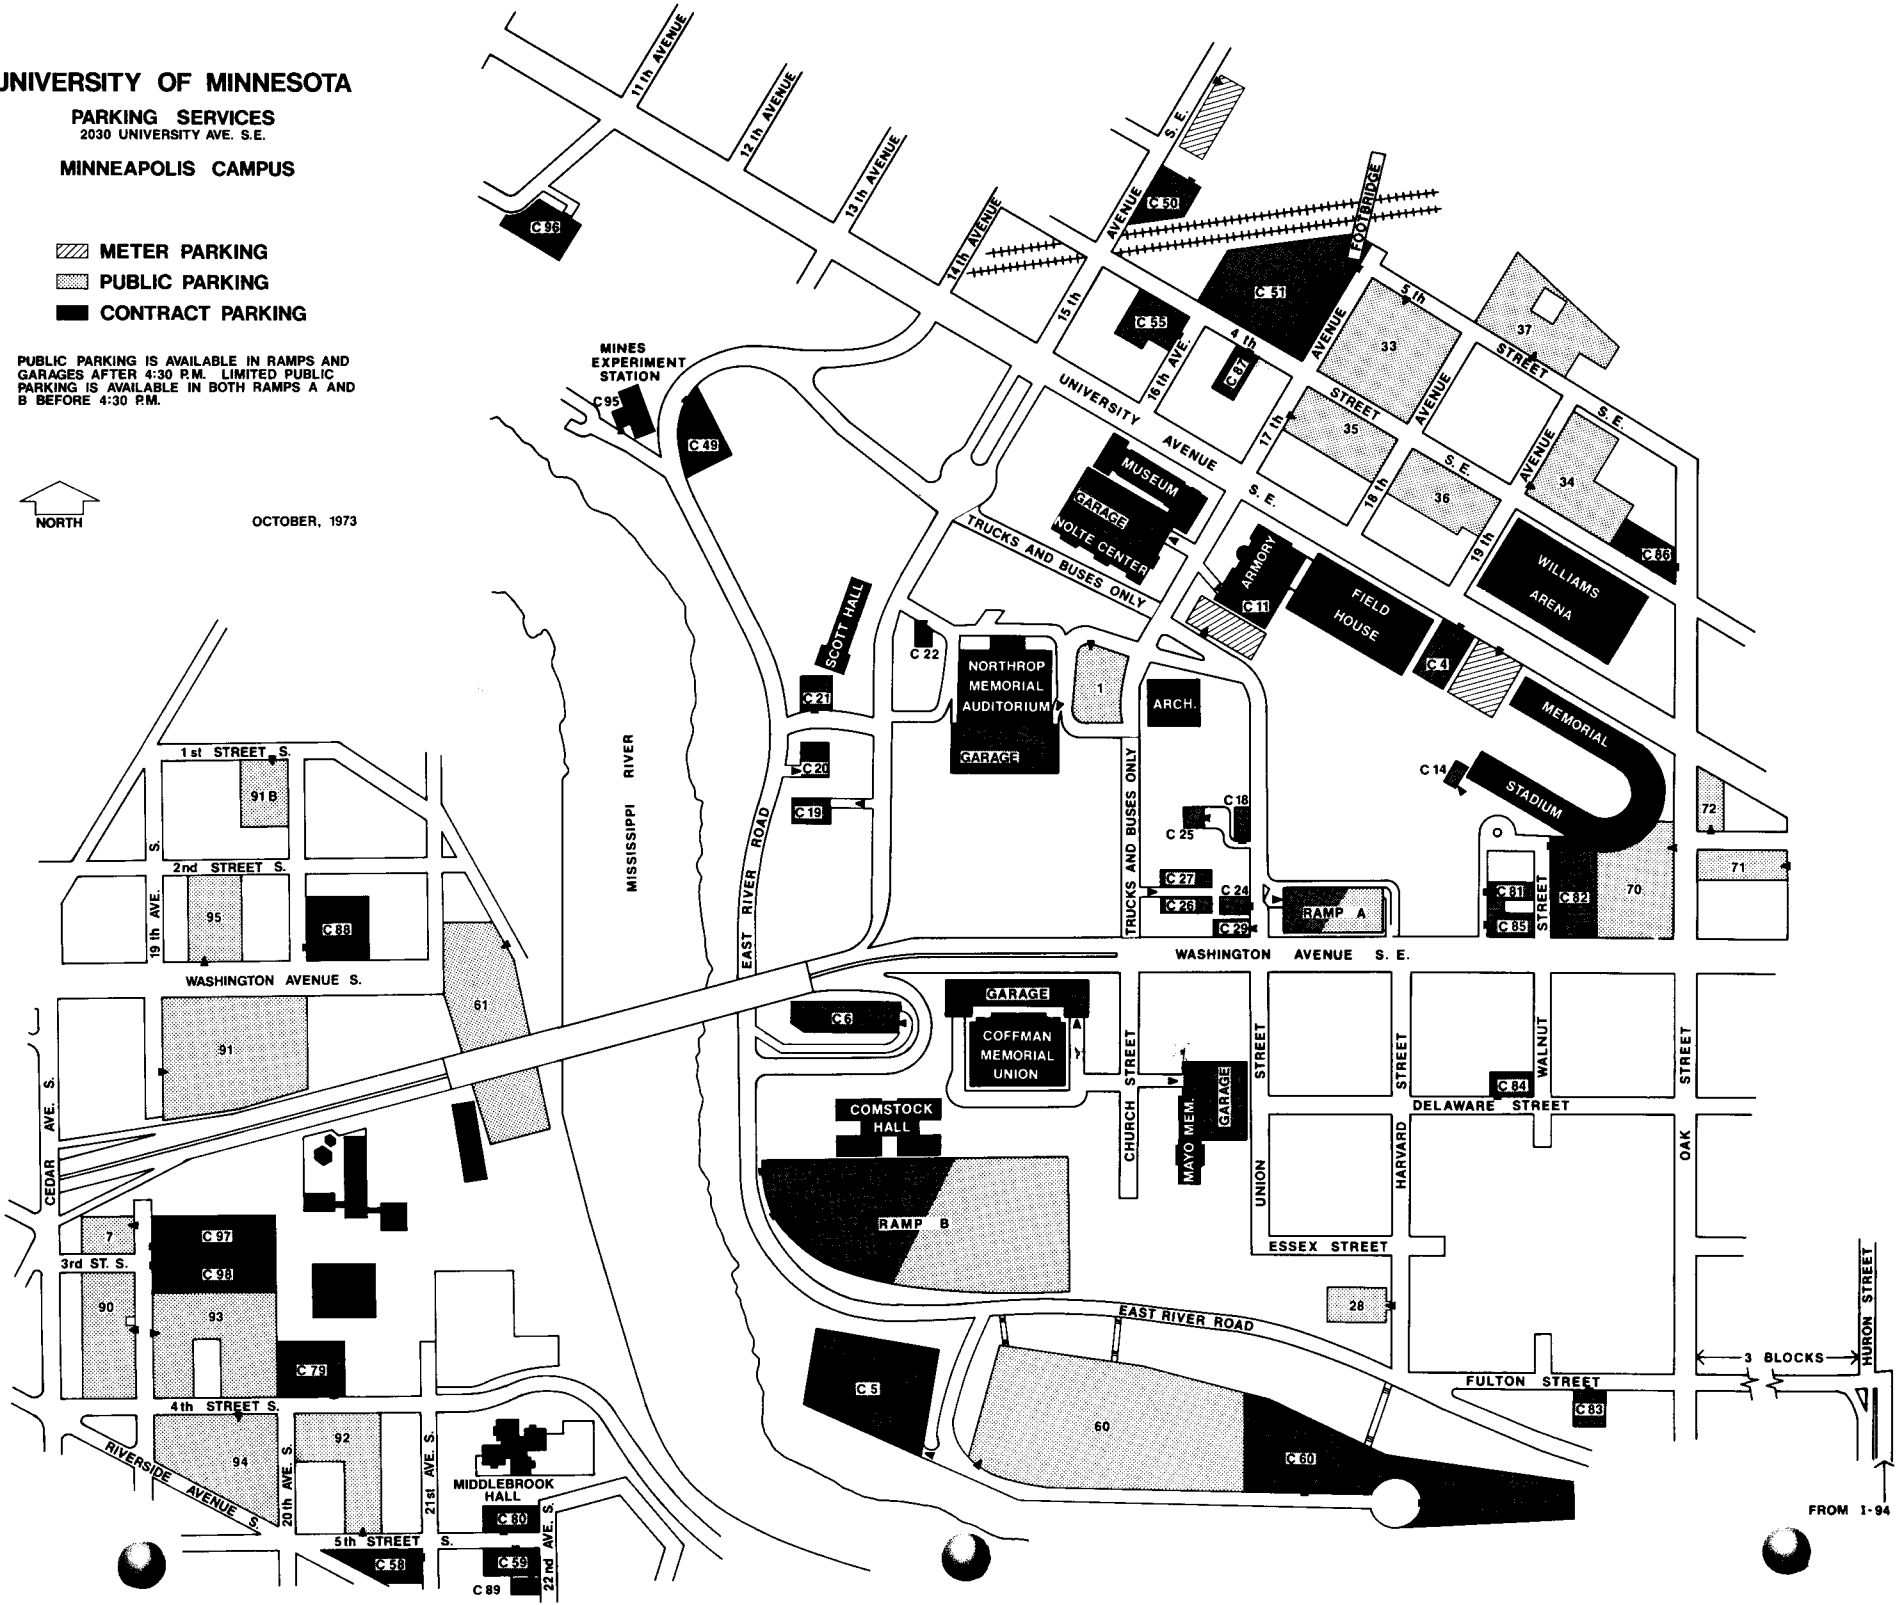 UNIVERSITY OF MINNESOTA
PARKING SERVICES
2030 UNIVERSITY AVE. S.E.
MINNEAPOLIS CAMPUS
METER PARKING
PUBLIC PARKING
CONTRACT PARKING
PUBLIC PARKING IS AVAILABLE IN RAMPS AND
GARAGES AFTER 4:30 P.M. LIMITED PUBLIC
PARKING IS AVAILABLE IN BOTH RAMPS A AND
B BEFORE 4:30 P.M.
NORTH
OCTOBER, 1973
11th AVENUE
12th AVENUE
13th AVENUE
14th AVENUE
15th
AVENUE
S.E.
C 96
C 50
FOOTBRIDGE
C 51
C 55
4th
STREET
S.E.
16th AVE.
C 87
AVENUE
17th
5th
STREET
S.E.
33
37
35
36
34
AVENUE
18th
AVENUE
19th
C 86
UNIVERSITY
AVENUE
S.E.
MINES
EXPERIMENT
STATION
C 95
C 49
MUSEUM
GARAGE
NOLTE CENTER
TRUCKS AND BUSES ONLY
ARMORY
C 11
FIELD
HOUSE
WILLIAMS
ARENA
C 4
SCOTT HALL
C 22
C 21
C 20
C 19
NORTHROP
MEMORIAL
AUDITORIUM
GARAGE
1
ARCH.
MEMORIAL
STADIUM
C 14
72
71
70
C 82
C 81
C 85
C 18
C 25
C 27
C 26
C 24
C 29
RAMP A
TRUCKS AND BUSES ONLY
MISSISSIPPI RIVER
EAST RIVER ROAD
1st STREET S.
91 B
2nd STREET S.
19th AVE. S.
95
C 88
WASHINGTON AVENUE S.
61
91
CEDAR AVE. S.
WASHINGTON AVENUE S. E.
C 6
GARAGE
COFFMAN
MEMORIAL
UNION
CHURCH STREET
MAYO MEM.
GARAGE
UNION STREET
HARVARD STREET
WALNUT STREET
OAK STREET
C 84
DELAWARE STREET
COMSTOCK
HALL
RAMP B
ESSEX STREET
28
7
3rd ST. S.
C 97
C 98
90
93
C 79
4th STREET S.
94
92
RIVERSIDE AVENUE S.
20th AVE. S.
21st AVE. S.
MIDDLEBROOK
HALL
C 80
5th STREET S.
C 58
C 59
C 89
22nd AVE. S.
EAST RIVER ROAD
C 5
60
C 60
FULTON STREET
C 83
3 BLOCKS
HURON STREET
FROM I-94